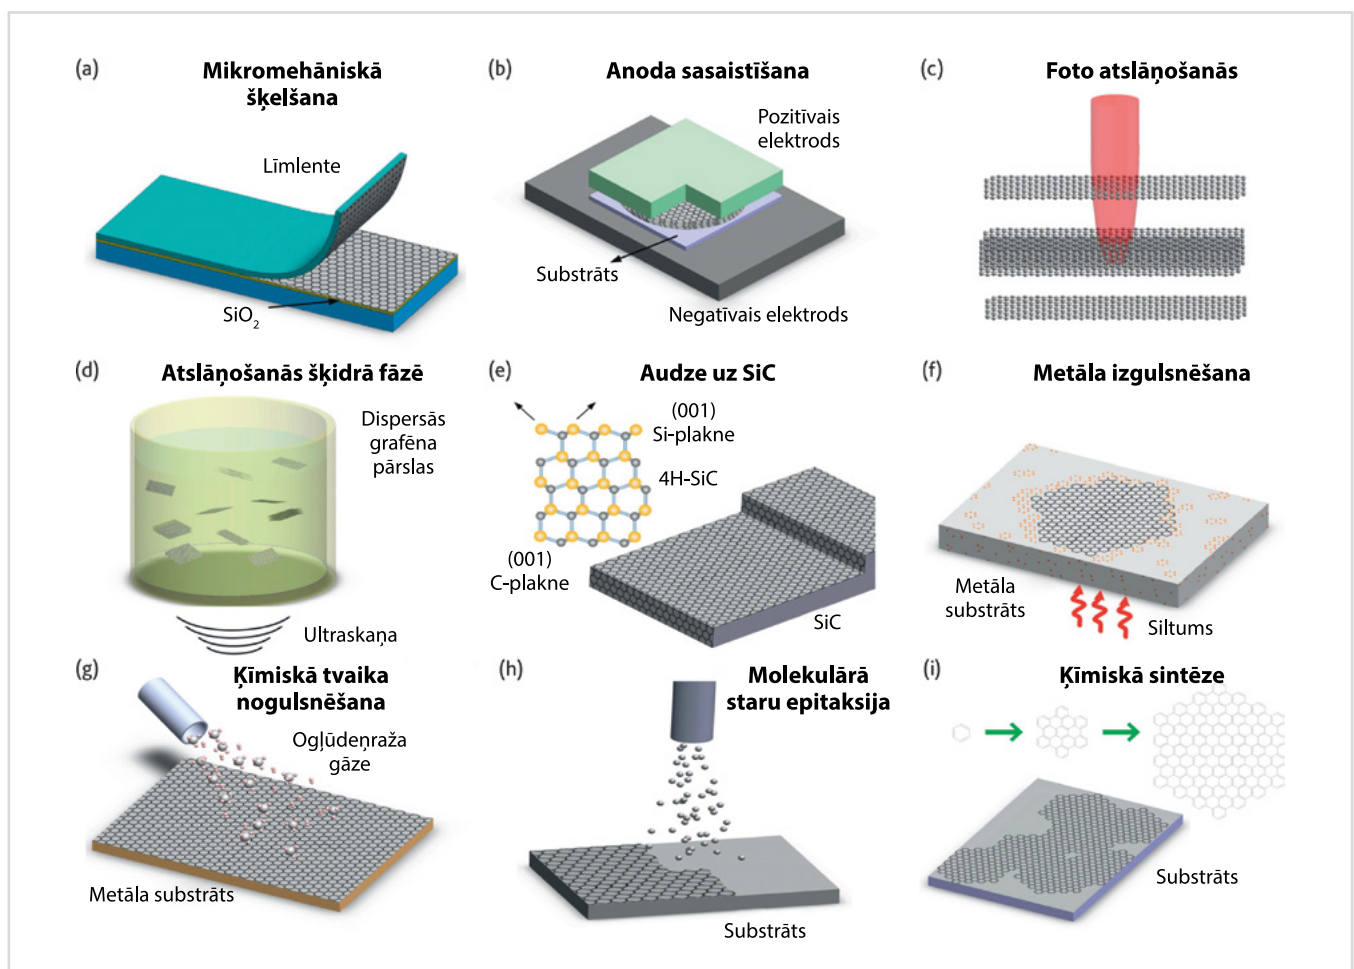 (a)
Mikromehāniskā
šķelšana
Līmlente
SiO₂
(b)
Anoda sasaistīšana
Pozitīvais
elektrods
Substrāts
Negatīvais elektrods
(c)
Foto atslāņošanās
(d)
Atslāņošanās šķidrā fāzē
Dispersās
grafēna
pārslas
Ultraskaņa
(e)
Audze uz SiC
(001)
Si-plakne
4H-SiC
(001)
C-plakne
SiC
(f)
Metāla izgulsnēšana
Metāla
substrāts
Siltums
(g)
Ķīmiskā tvaika
nogulsnēšana
Ogļūdeņraža
gāze
Metāla substrāts
(h)
Molekulārā
staru epitaksija
Substrāts
(i)
Ķīmiskā sintēze
Substrāts